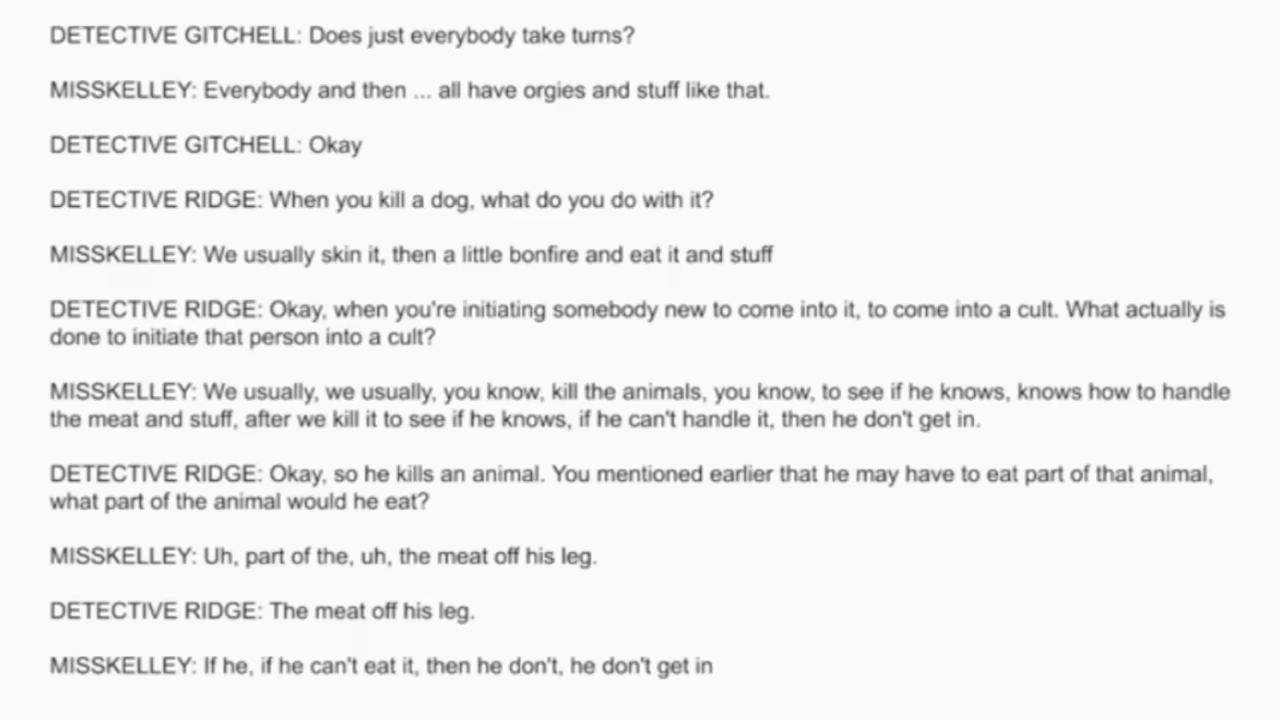 DETECTIVE GITCHELL: Does just everybody take turns?
MISSKELLEY: Everybody and then ... all have orgies and stuff like that.
DETECTIVE GITCHELL: Okay
DETECTIVE RIDGE: When you kill a dog, what do you do with it?
MISSKELLEY: We usually skin it, then a little bonfire and eat it and stuff
DETECTIVE RIDGE: Okay, when you're initiating somebody new to come into it, to come into a cult. What actually is
done to initiate that person into a cult?
MISSKELLEY: We usually, we usually, you know, kill the animals, you know, to see if he knows, knows how to handle
the meat and stuff, after we kill it to see if he knows, if he can't handle it, then he don't get in.
DETECTIVE RIDGE: Okay, so he kills an animal. You mentioned earlier that he may have to eat part of that animal,
what part of the animal would he eat?
MISSKELLEY: Uh, part of the, uh, the meat off his leg.
DETECTIVE RIDGE: The meat off his leg.
MISSKELLEY: If he, if he can't eat it, then he don't, he don't get in